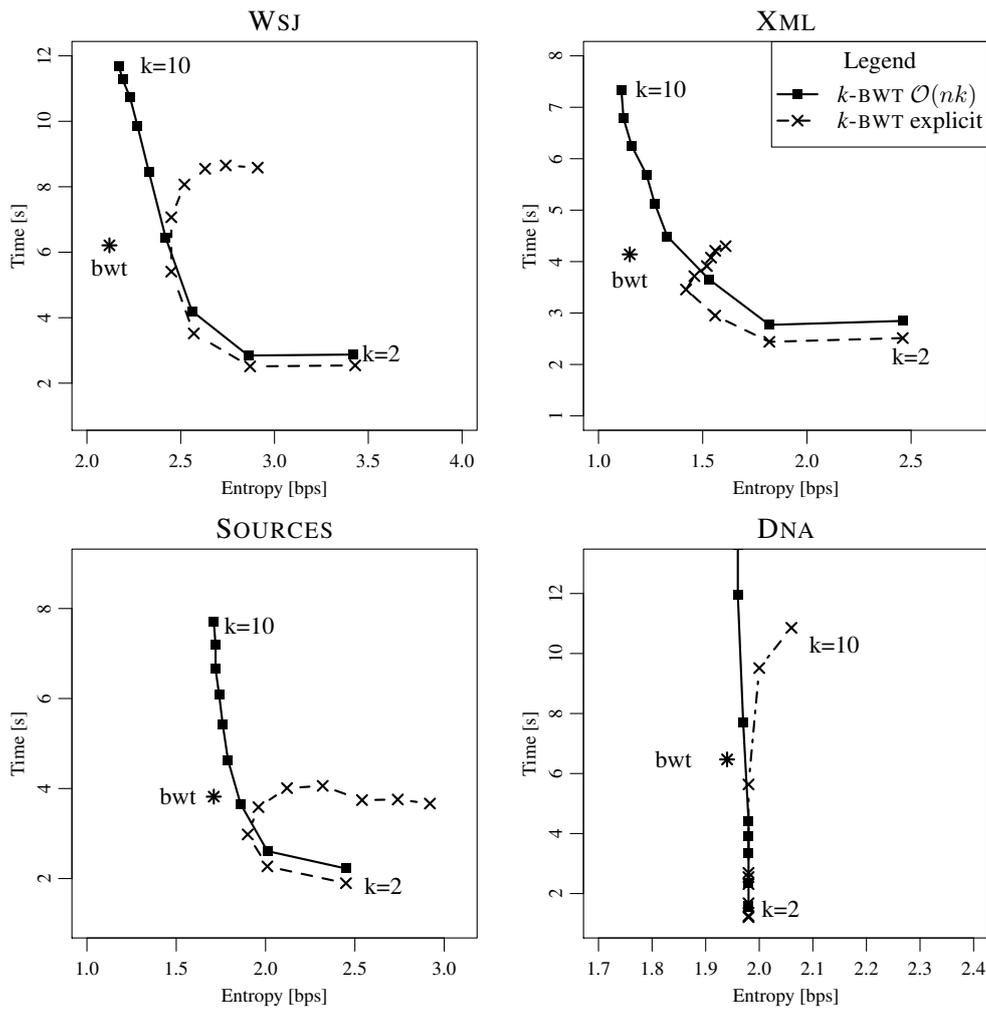 WSJ
Time [s]
12
10
8
6
4
2
k=10
bwt
k=2
2.0 2.5 3.0 3.5 4.0
Entropy [bps]
XML
Time [s]
8
7
6
5
4
3
2
1
k=10
Legend
k-BWT O(nk)
k-BWT explicit
bwt
k=2
1.0 1.5 2.0 2.5
Entropy [bps]
SOURCES
Time [s]
8
6
4
2
k=10
bwt
k=2
1.0 1.5 2.0 2.5 3.0
Entropy [bps]
DNA
Time [s]
12
10
8
6
4
2
k=10
bwt
k=2
1.7 1.8 1.9 2.0 2.1 2.2 2.3 2.4
Entropy [bps]